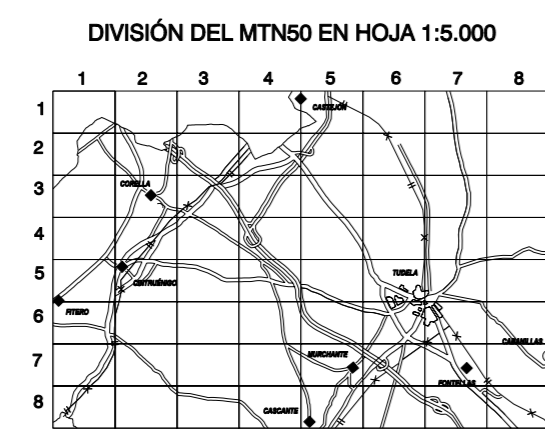 DIVISIÓN DEL MTN50 EN HOJA 1:5.000
1 2 3 4 5 6 7 8
1
CASTEJÓN
2
3
CORELLA
4
5
TUDELA
CINTRUÉNIGO
6
FITERO
CABANILLAS
7
MURCHANTE
FONTELLAS
8
CASCANTE